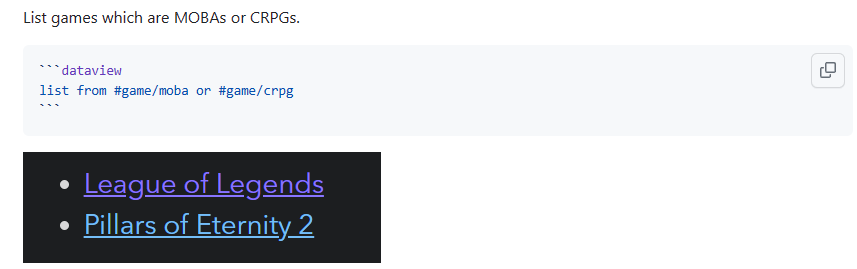 List games which are MOBAs or CRPGs.
```dataview
list from #game/moba or #game/crpg
```
League of Legends
Pillars of Eternity 2